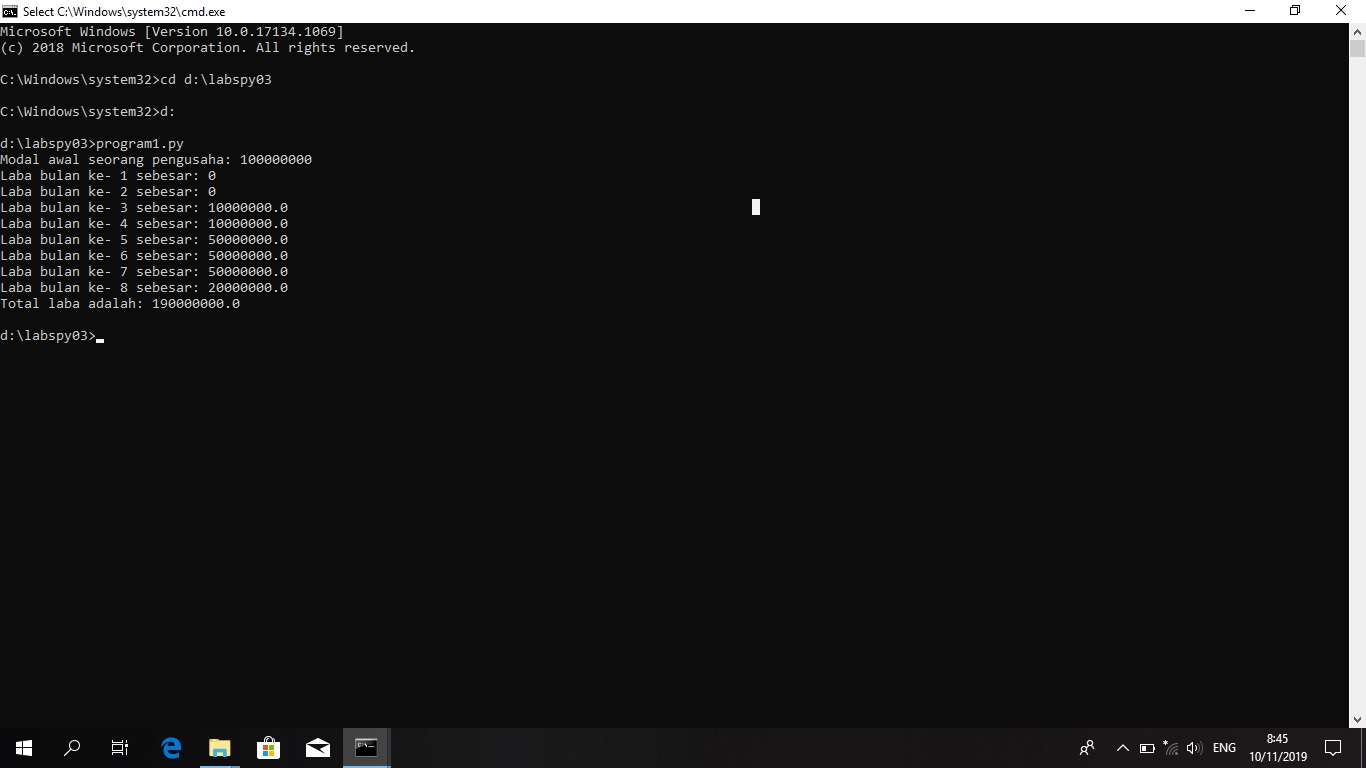 Select C:\Windows\system32\cmd.exe
Microsoft Windows [Version 10.0.17134.1069]
(c) 2018 Microsoft Corporation. All rights reserved.
C:\Windows\system32>cd d:\labspy03
C:\Windows\system32>d:
d:\labspy03>program1.py
Modal awal seorang pengusaha: 100000000
Laba bulan ke- 1 sebesar: 0
Laba bulan ke- 2 sebesar: 0
Laba bulan ke- 3 sebesar: 10000000.0
Laba bulan ke- 4 sebesar: 10000000.0
Laba bulan ke- 5 sebesar: 50000000.0
Laba bulan ke- 6 sebesar: 50000000.0
Laba bulan ke- 7 sebesar: 50000000.0
Laba bulan ke- 8 sebesar: 20000000.0
Total laba adalah: 190000000.0
d:\labspy03>
ENG
8:45
10/11/2019